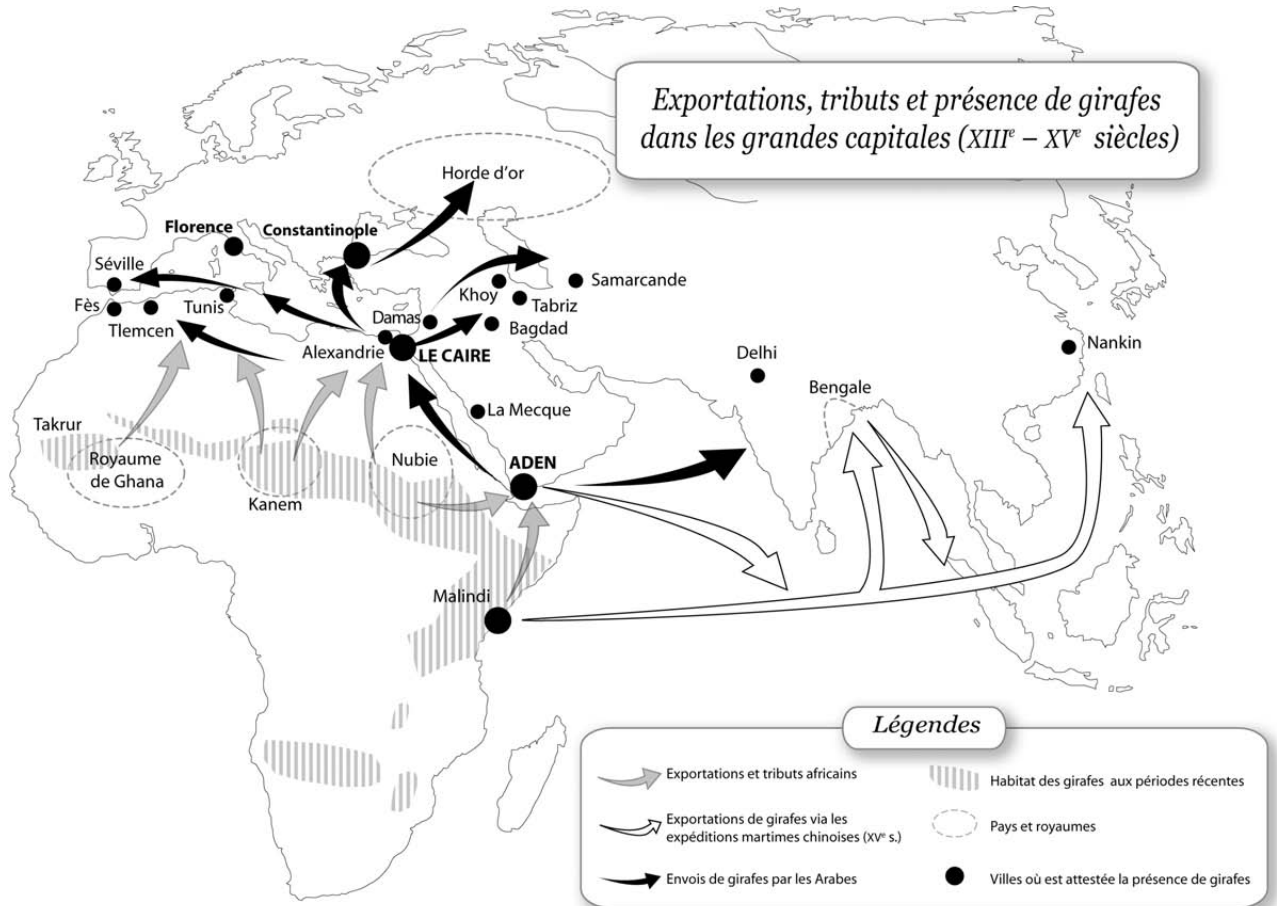 Exportations, tributs et présence de girafes
dans les grandes capitales (XIIIe – XVe siècles)
Horde d'or
Florence
Constantinople
Séville
Samarcande
Khoy
Fès
Tunis
Tabriz
Damas
Tlemcen
Bagdad
Alexandrie
LE CAIRE
Delhi
Nankin
Bengale
La Mecque
Takrur
Royaume
de Ghana
Nubie
ADEN
Kanem
Malindi
Légendes
Exportations et tributs africains
Exportations de girafes via les
expéditions martimes chinoises (XVe s.)
Envois de girafes par les Arabes
Habitat des girafes aux périodes récentes
Pays et royaumes
Villes où est attestée la présence de girafes